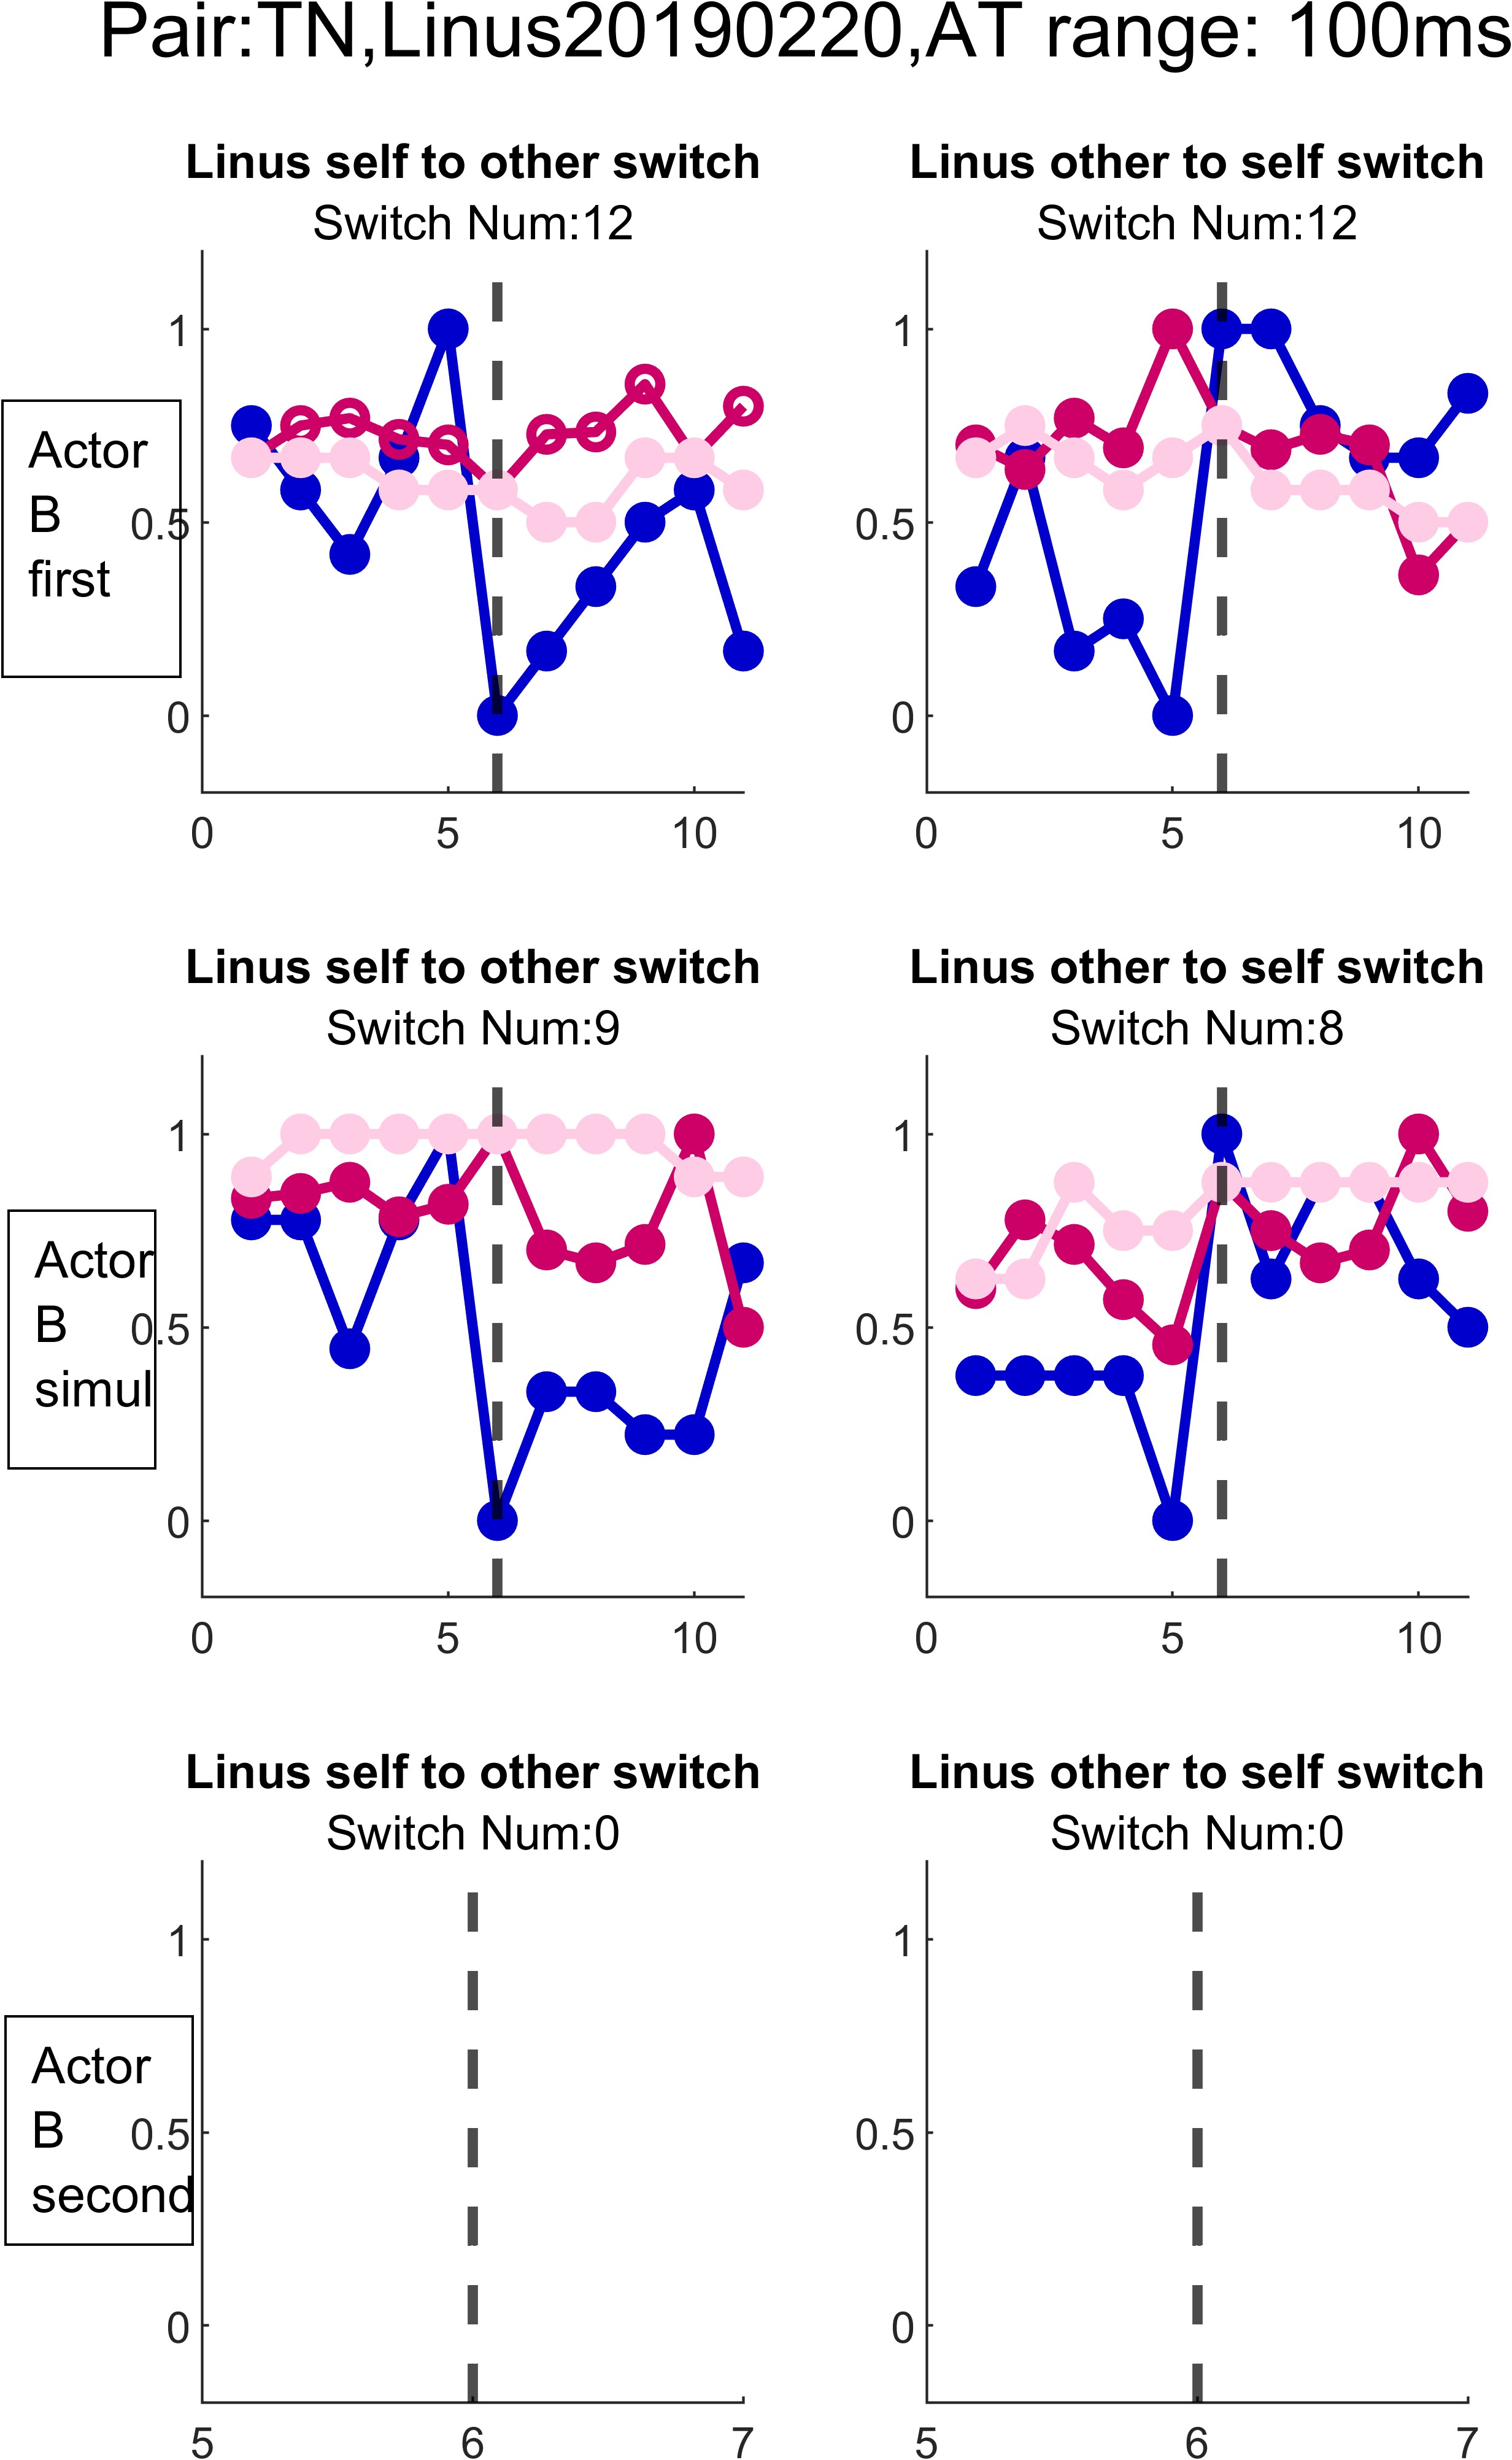 Pair:TN,Linus20190220,AT range: 100ms
Linus self to other switch
Switch Num:12
Linus other to self switch
Switch Num:12
Actor
B
first
1
0.5
0
0
5
10
1
0.5
0
0
5
10
Linus self to other switch
Switch Num:9
Linus other to self switch
Switch Num:8
Actor
B
simul
1
0.5
0
0
5
10
1
0.5
0
0
5
10
Linus self to other switch
Switch Num:0
Linus other to self switch
Switch Num:0
Actor
B
second
1
0.5
0
5
6
7
1
0.5
0
5
6
7